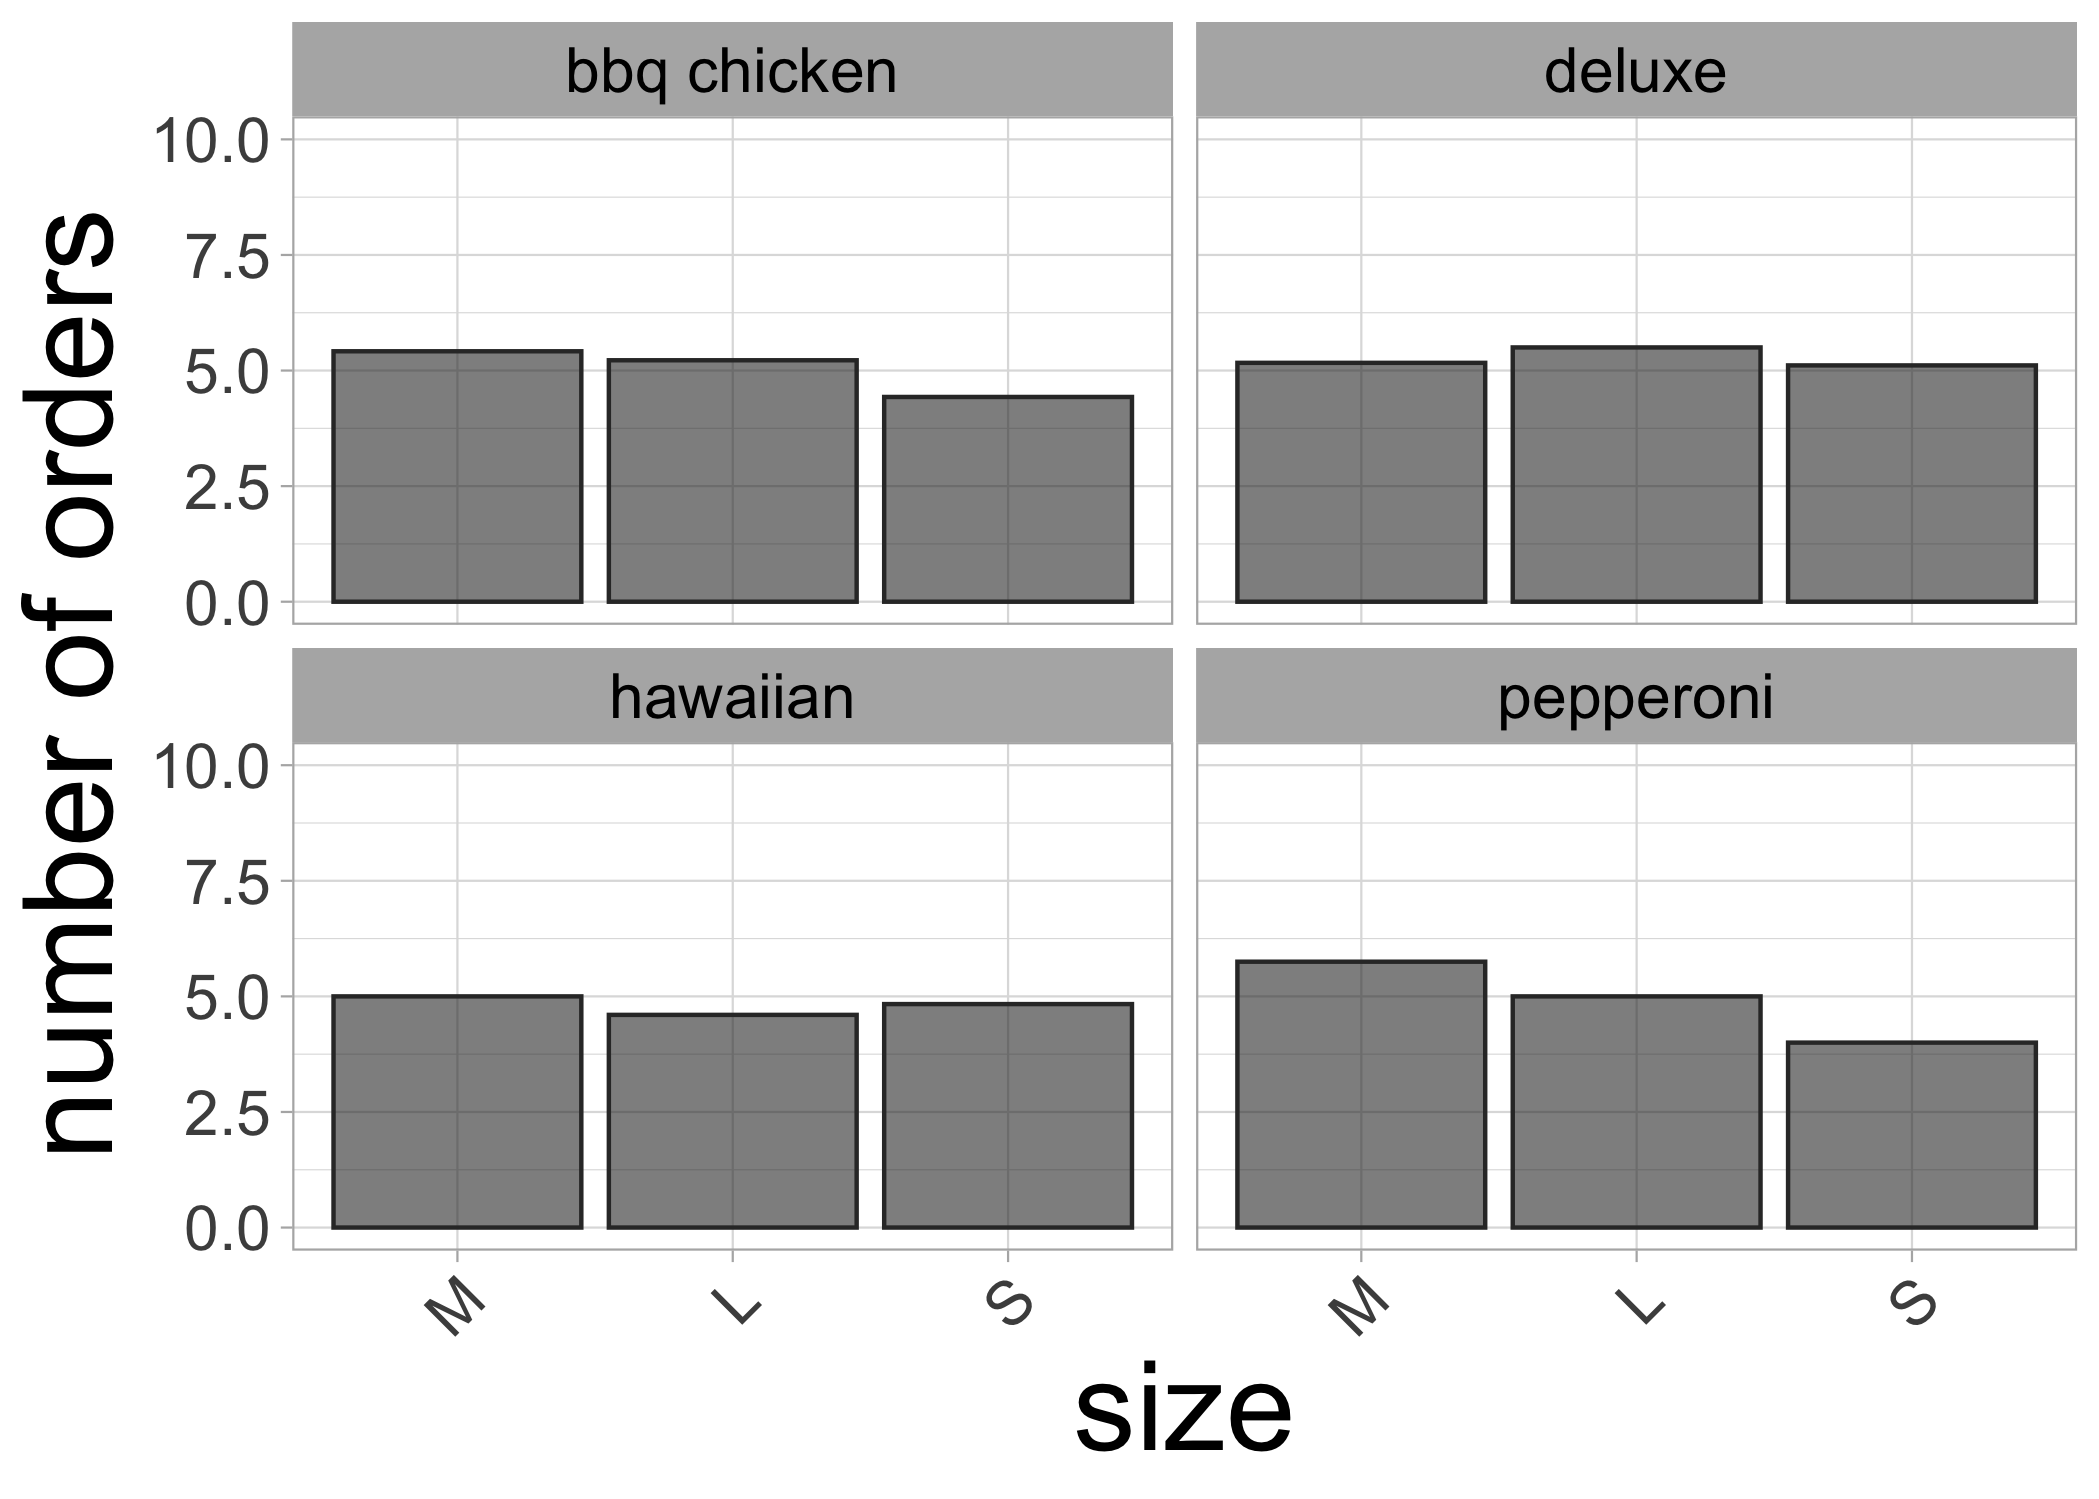 number of orders
bbq chicken
10.0
7.5
5.0
2.5
0.0
deluxe
hawaiian
10.0
7.5
5.0
2.5
0.0
pepperoni
M L S
M L S
size